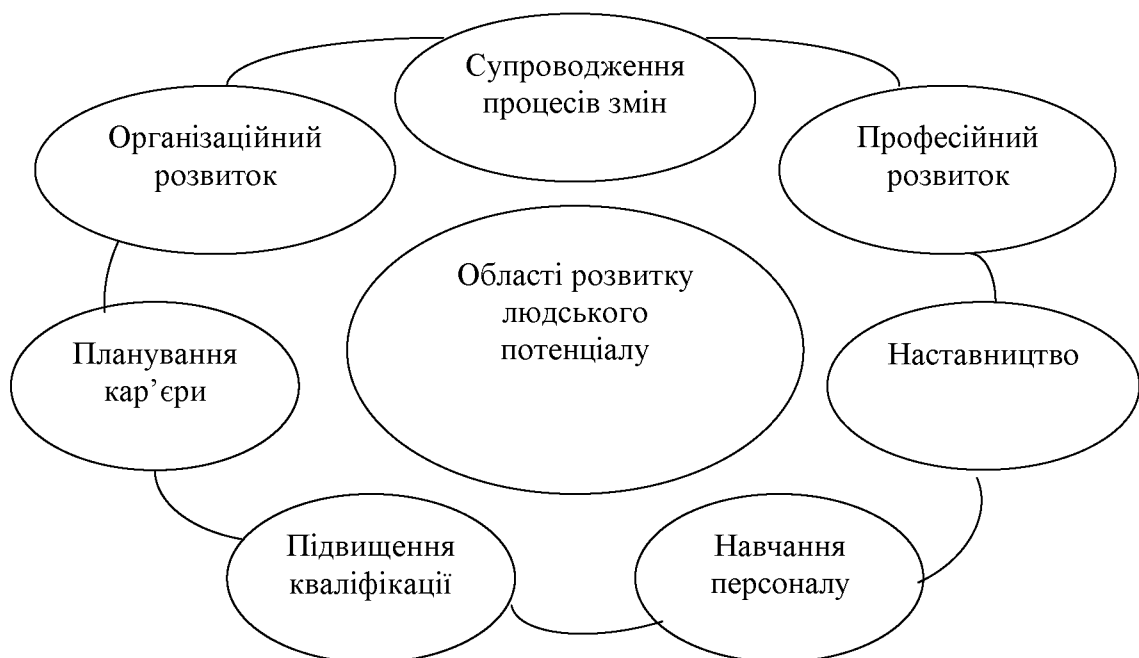 Супроводження
процесів змін
Організаційний
розвиток
Професійний
розвиток
Області розвитку
людського
потенціалу
Планування
кар’єри
Наставництво
Підвищення
кваліфікації
Навчання
персоналу